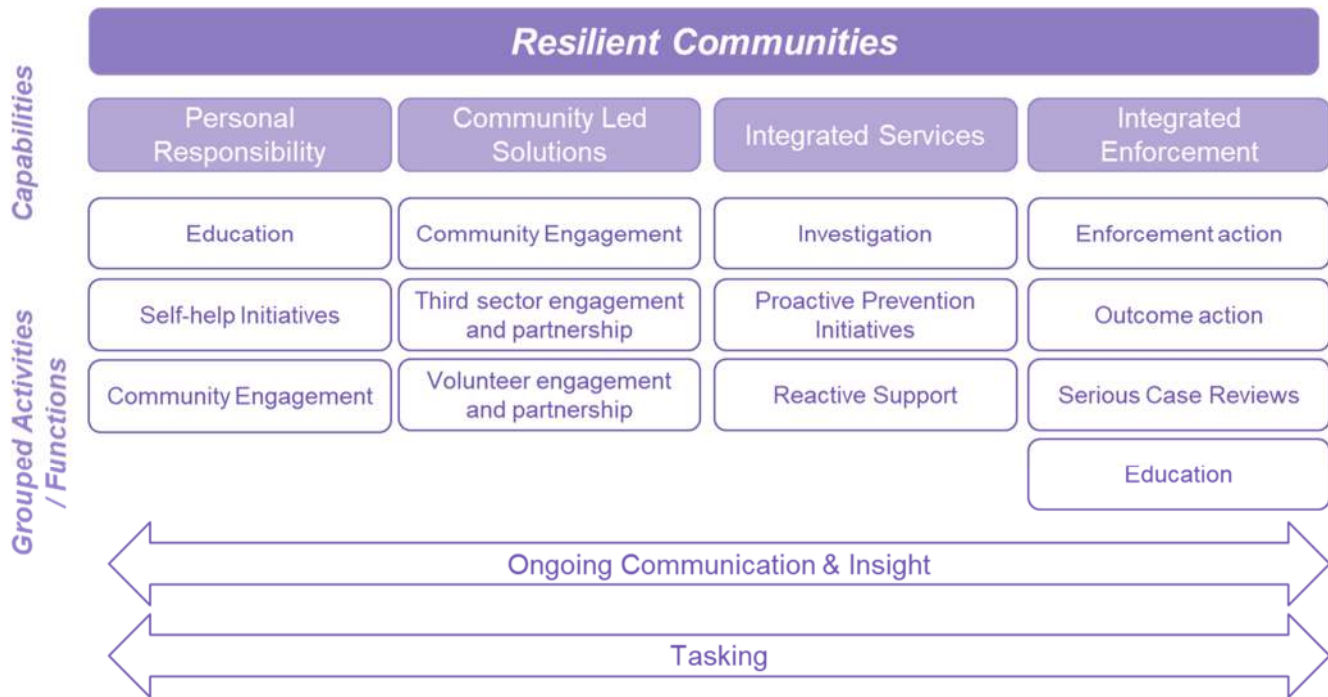 Resilient Communities
Capabilities
Personal
Responsibility
Community Led
Solutions
Integrated Services
Integrated
Enforcement
Grouped Activities
/ Functions
Education
Community Engagement
Investigation
Enforcement action
Self-help Initiatives
Third sector engagement
and partnership
Proactive Prevention
Initiatives
Outcome action
Community Engagement
Volunteer engagement
and partnership
Reactive Support
Serious Case Reviews
Education
Ongoing Communication & Insight
Tasking